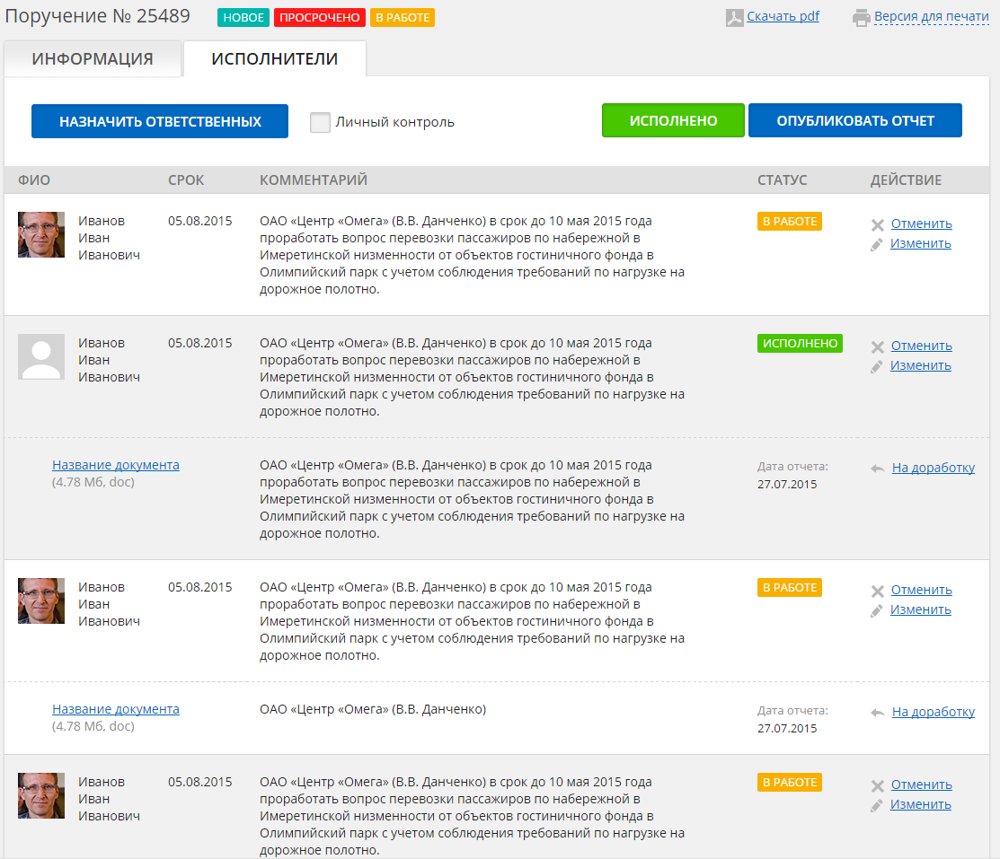 Поручение № 25489 НОВОЕ ПРОСРОЧЕНО В РАБОТЕ Скачать pdf Версия для печати
ИНФОРМАЦИЯ ИСПОЛНИТЕЛИ
НАЗНАЧИТЬ ОТВЕТСТВЕННЫХ Личный контроль ИСПОЛНЕНО ОПУБЛИКОВАТЬ ОТЧЕТ
ФИО СРОК КОММЕНТАРИЙ СТАТУС ДЕЙСТВИЕ
Иванов 05.08.2015 ОАО «Центр «Омега» (В.В. Данченко) в срок до 10 мая 2015 года В РАБОТЕ Отменить
Иван проработать вопрос перевозки пассажиров по набережной в Изменить
Иванович Имеретинской низменности от объектов гостиничного фонда в
Олимпийский парк с учетом соблюдения требований по нагрузке на
дорожное полотно.
Иванов 05.08.2015 ОАО «Центр «Омега» (В.В. Данченко) в срок до 10 мая 2015 года ИСПОЛНЕНО Отменить
Иван проработать вопрос перевозки пассажиров по набережной в Изменить
Иванович Имеретинской низменности от объектов гостиничного фонда в
Олимпийский парк с учетом соблюдения требований по нагрузке на
дорожное полотно.
Название документа ОАО «Центр «Омега» (В.В. Данченко) в срок до 10 мая 2015 года Дата отчета: На доработку
(4.78 Мб, doc) проработать вопрос перевозки пассажиров по набережной в 27.07.2015
Имеретинской низменности от объектов гостиничного фонда в
Олимпийский парк с учетом соблюдения требований по нагрузке на
дорожное полотно.
Иванов 05.08.2015 ОАО «Центр «Омега» (В.В. Данченко) в срок до 10 мая 2015 года В РАБОТЕ Отменить
Иван проработать вопрос перевозки пассажиров по набережной в Изменить
Иванович Имеретинской низменности от объектов гостиничного фонда в
Олимпийский парк с учетом соблюдения требований по нагрузке на
дорожное полотно.
Название документа ОАО «Центр «Омега» (В.В. Данченко) Дата отчета: На доработку
(4.78 Мб, doc) 27.07.2015
Иванов 05.08.2015 ОАО «Центр «Омега» (В.В. Данченко) в срок до 10 мая 2015 года В РАБОТЕ Отменить
Иван проработать вопрос перевозки пассажиров по набережной в Изменить
Иванович Имеретинской низменности от объектов гостиничного фонда в
Олимпийский парк с учетом соблюдения требований по нагрузке на
дорожное полотно.